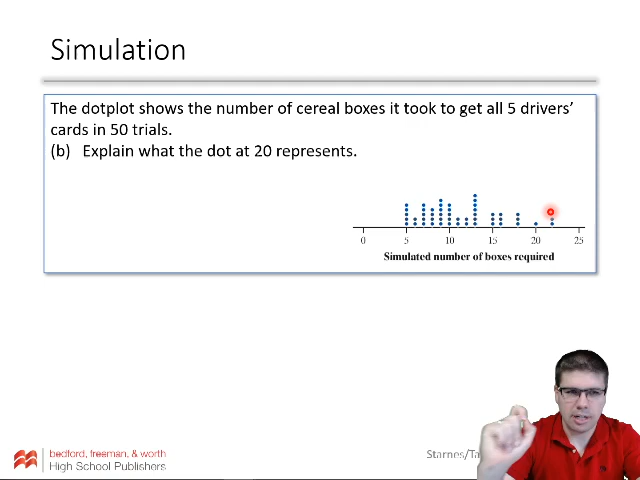 Simulation
The dotplot shows the number of cereal boxes it took to get all 5 drivers'
cards in 50 trials.
(b) Explain what the dot at 20 represents.
0 5 10 15 20 25
Simulated number of boxes required
bedford, freeman, & worth
High School Publishers
Starnes/Ta